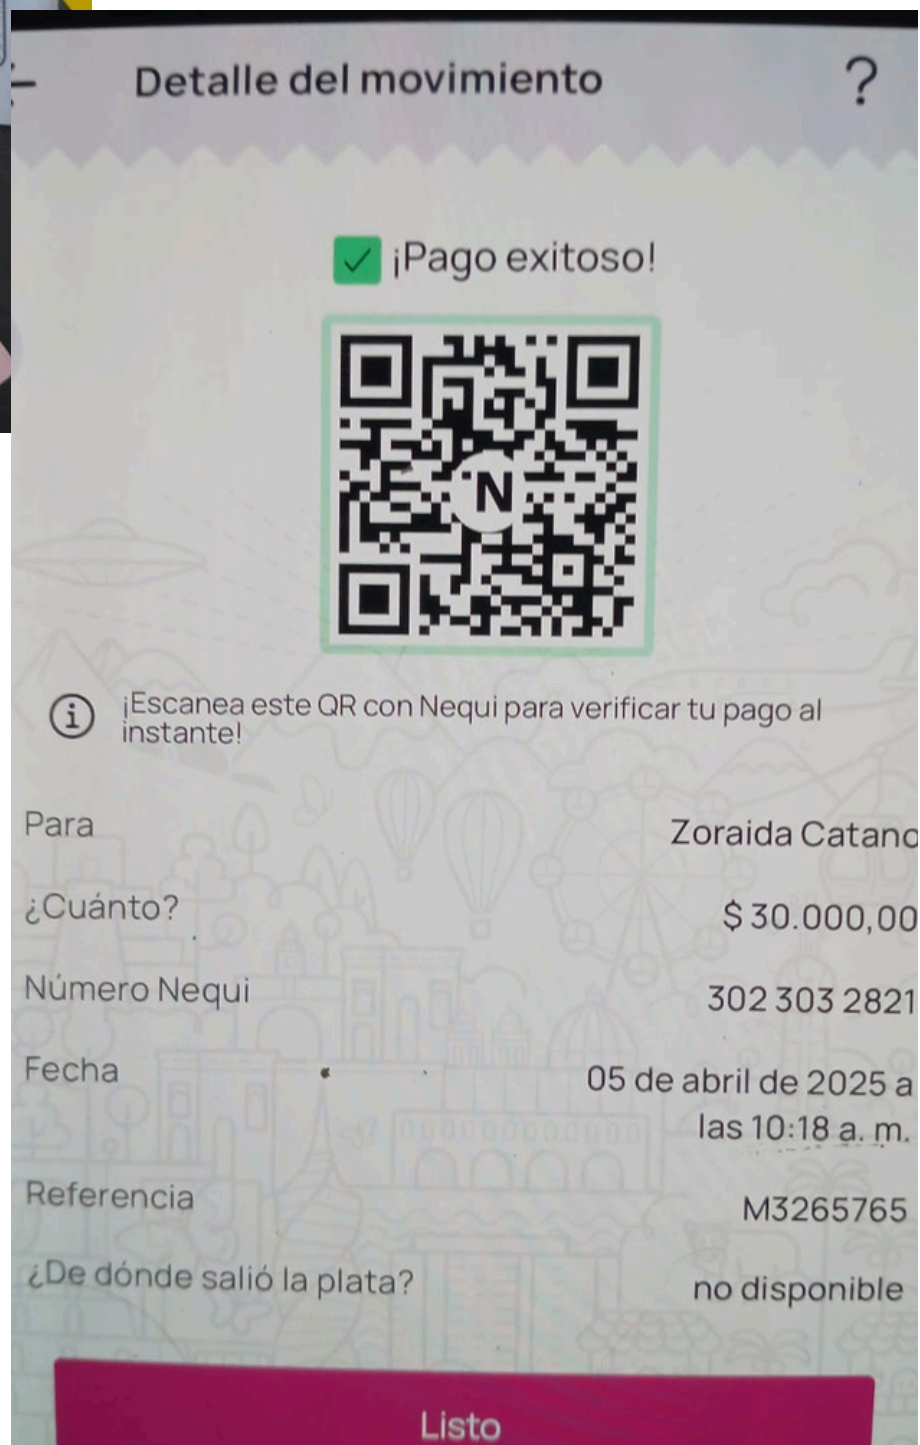 Detalle del movimiento
?
¡Pago exitoso!
N
¡Escanea este QR con Nequi para verificar tu pago al
instante!
Para
Zoraida Catano
¿Cuánto?
$ 30.000,00
Número Nequi
302 303 2821
Fecha
05 de abril de 2025 a
las 10:18 a. m.
Referencia
M3265765
¿De dónde salió la plata?
no disponible
Listo